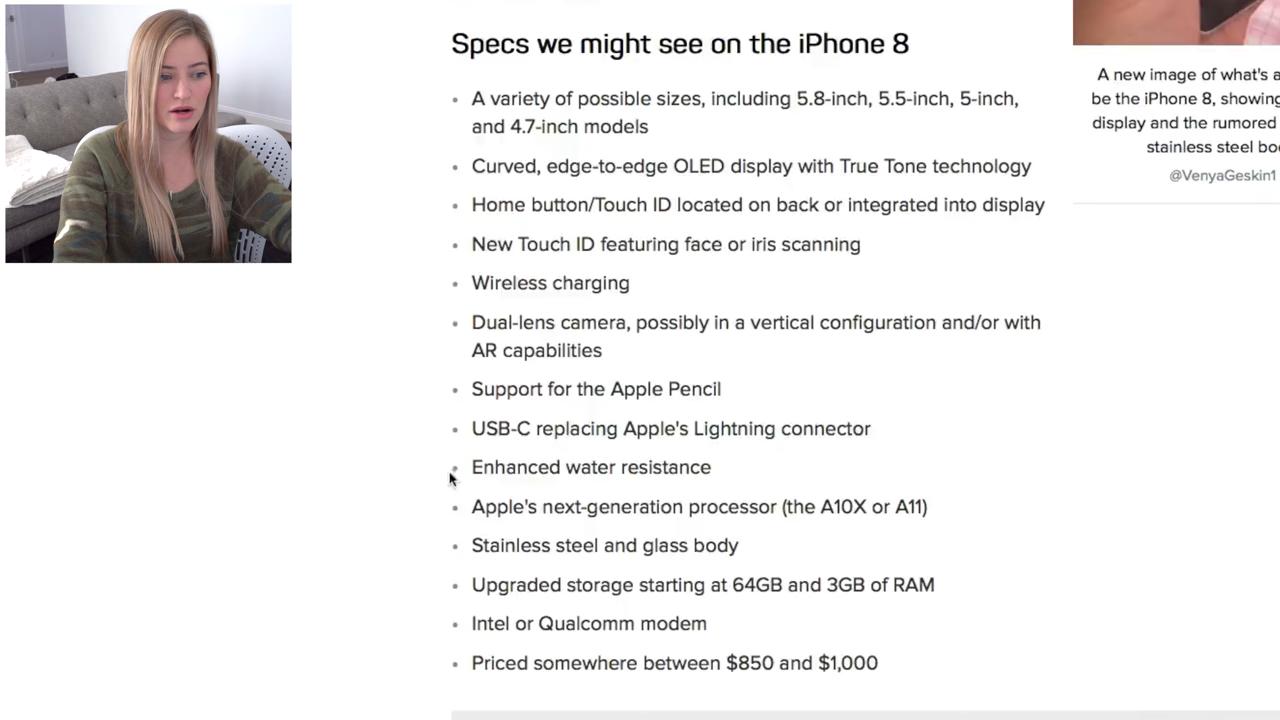 Specs we might see on the iPhone 8
A variety of possible sizes, including 5.8-inch, 5.5-inch, 5-inch,
and 4.7-inch models
Curved, edge-to-edge OLED display with True Tone technology
Home button/Touch ID located on back or integrated into display
New Touch ID featuring face or iris scanning
Wireless charging
Dual-lens camera, possibly in a vertical configuration and/or with
AR capabilities
Support for the Apple Pencil
USB-C replacing Apple's Lightning connector
Enhanced water resistance
Apple's next-generation processor (the A10X or A11)
Stainless steel and glass body
Upgraded storage starting at 64GB and 3GB of RAM
Intel or Qualcomm modem
Priced somewhere between $850 and $1,000
A new image of what's a
be the iPhone 8, showing
display and the rumored
stainless steel bo
@VenyaGeskin1